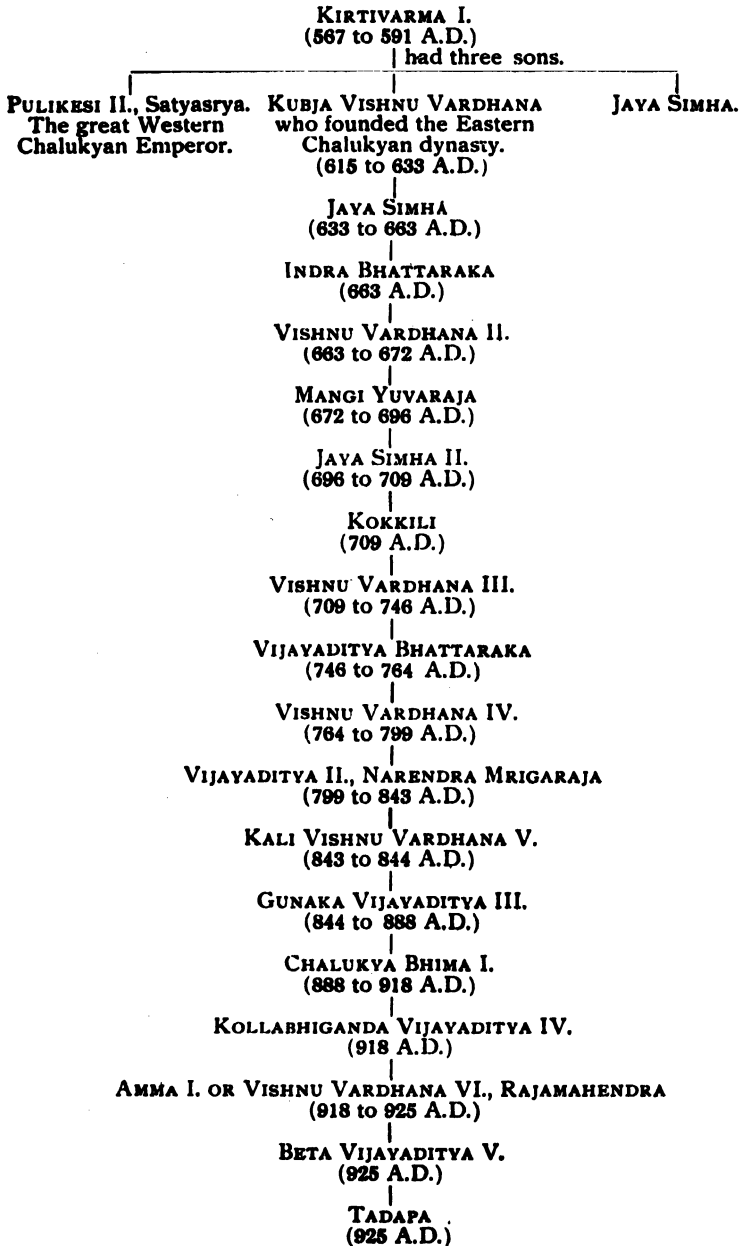 KIRTIVARMA I.
(567 to 591 A.D.)
had three sons.
PULIKESI II., Satyasrya.
The great Western
Chalukyan Emperor.
KUBJA VISHNU VARDHANA
who founded the Eastern
Chalukyan dynasty.
(615 to 633 A.D.)
JAYA SIMHA.
JAYA SIMHA
(633 to 663 A.D.)
INDRA BHATTARAKA
(663 A.D.)
VISHNU VARDHANA II.
(663 to 672 A.D.)
MANGI YUVARAJA
(672 to 696 A.D.)
JAYA SIMHA II.
(696 to 709 A.D.)
KOKKILI
(709 A.D.)
VISHNU VARDHANA III.
(709 to 746 A.D.)
VIJAYADITYA BHATTARAKA
(746 to 764 A.D.)
VISHNU VARDHANA IV.
(764 to 799 A.D.)
VIJAYADITYA II., NARENDRA MRIGARAJA
(799 to 843 A.D.)
KALI VISHNU VARDHANA V.
(843 to 844 A.D.)
GUNAKA VIJAYADITYA III.
(844 to 888 A.D.)
CHALUKYA BHIMA I.
(888 to 918 A.D.)
KOLLABHIGANDA VIJAYADITYA IV.
(918 A.D.)
AMMA I. OR VISHNU VARDHANA VI., RAJAMAHENDRA
(918 to 925 A.D.)
BETA VIJAYADITYA V.
(925 A.D.)
TADAPA
(925 A.D.)